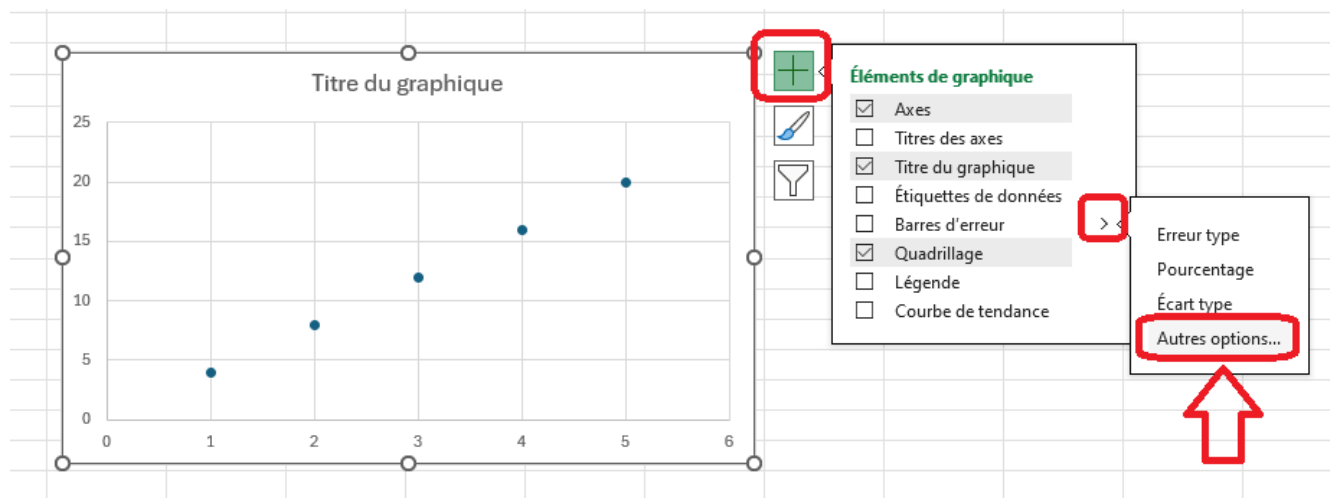 Titre du graphique
25
20
15
10
5
0
0 1 2 3 4 5 6
Éléments de graphique
Axes
Titres des axes
Titre du graphique
Étiquettes de données
Barres d'erreur
Quadrillage
Légende
Courbe de tendance
Erreur type
Pourcentage
Écart type
Autres options...